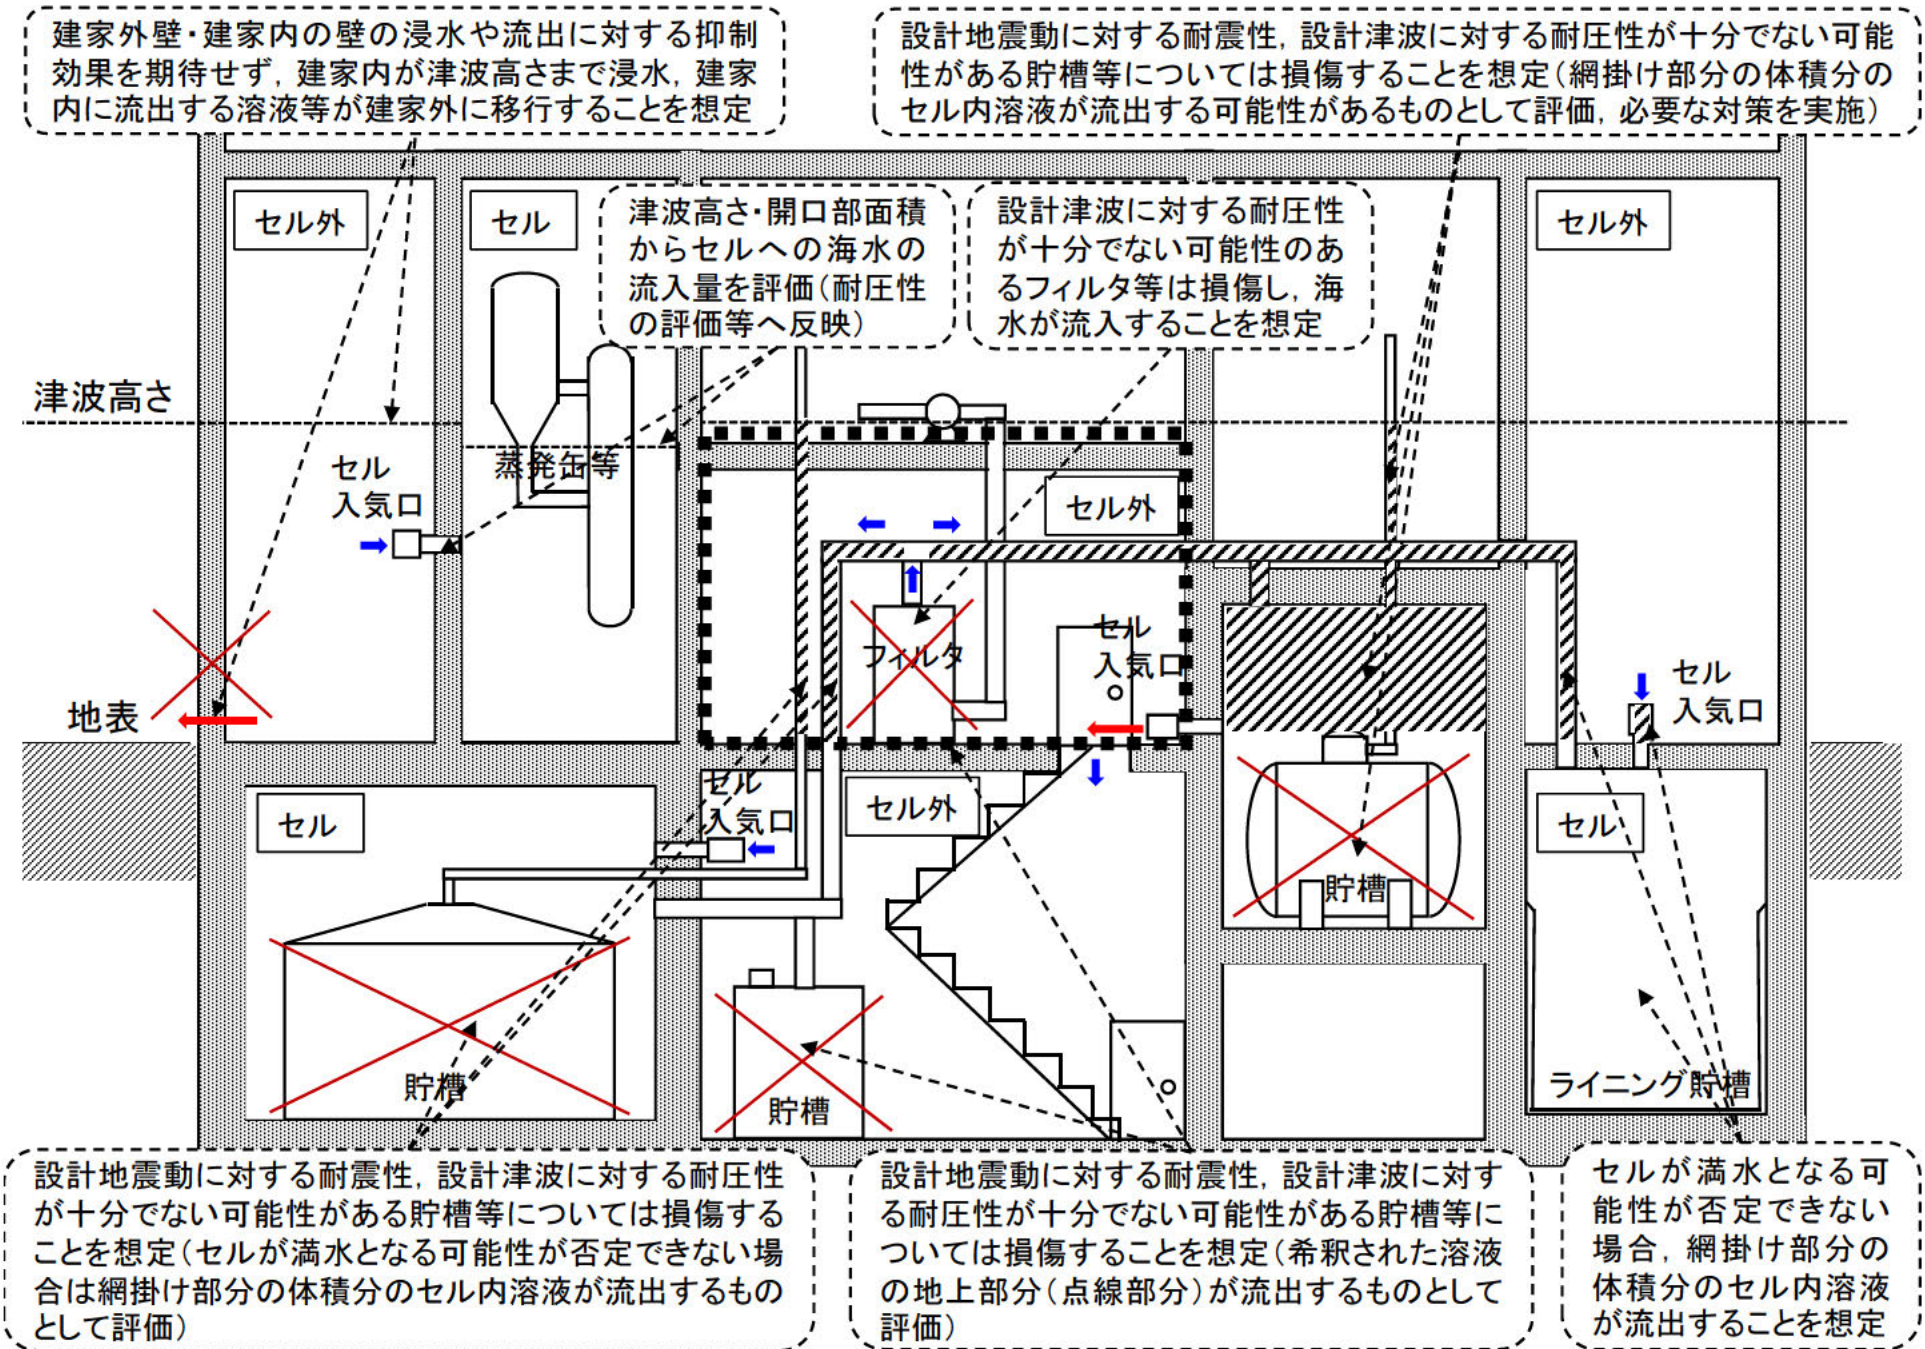 建家外壁・建家内の壁の浸水や流出に対する抑制
効果を期待せず，建家内が津波高さまで浸水，建家
内に流出する溶液等が建家外に移行することを想定
設計地震動に対する耐震性，設計津波に対する耐圧性が十分でない可能
性がある貯槽等については損傷することを想定（網掛け部分の体積分の
セル内溶液が流出する可能性があるものとして評価，必要な対策を実施）
セル外
セル
津波高さ・開口部面積
からセルへの海水の
流入量を評価（耐圧性
の評価等へ反映）
設計津波に対する耐圧性
が十分でない可能性のあ
るフィルタ等は損傷し，海
水が流入することを想定
セル外
津波高さ
セル
入気口
蒸発缶等
セル外
フィルタ
セル
入気口
セル
入気口
地表
セル
セル
入気口
セル外
セル
貯槽
貯槽
貯槽
ライニング貯槽
設計地震動に対する耐震性，設計津波に対する耐圧性
が十分でない可能性がある貯槽等については損傷する
ことを想定（セルが満水となる可能性が否定できない場
合は網掛け部分の体積分のセル内溶液が流出するもの
として評価）
設計地震動に対する耐震性，設計津波に対す
る耐圧性が十分でない可能性がある貯槽等に
ついては損傷することを想定（希釈された溶液
の地上部分（点線部分）が流出するものとして
評価）
セルが満水となる可
能性が否定できない
場合，網掛け部分の
体積分のセル内溶液
が流出することを想定